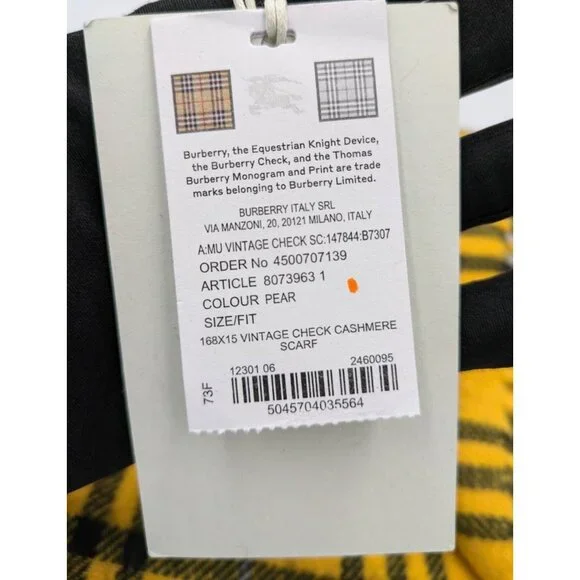 Burberry, the Equestrian Knight Device,
the Burberry Check, and the Thomas
Burberry Monogram and Print are trade
marks belonging to Burberry Limited.
BURBERRY ITALY SRL
VIA MANZONI, 20, 20121 MILANO, ITALY
A:MU VINTAGE CHECK SC:147844:B7307
ORDER No 4500707139
ARTICLE 8073963 1
COLOUR PEAR
SIZE/FIT
168X15 VINTAGE CHECK CASHMERE
SCARF
73F
12301 06 2460095
5045704035564